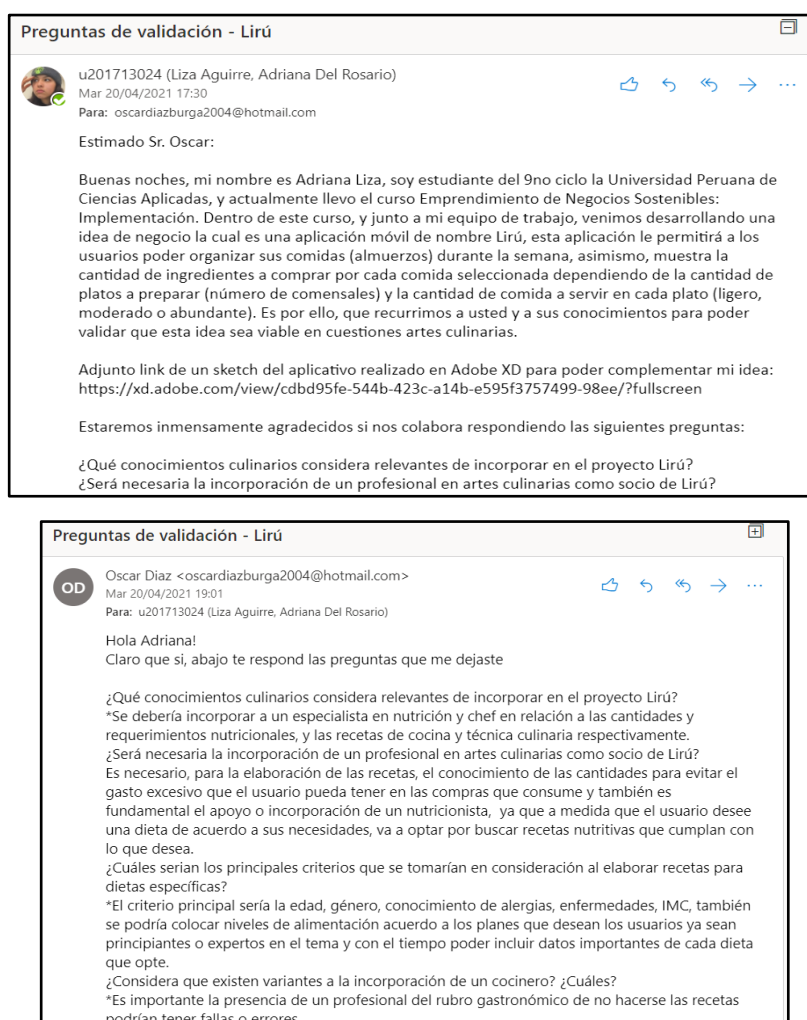 Preguntas de validación - Lirú
u201713024 (Liza Aguirre, Adriana Del Rosario)
Mar 20/04/2021 17:30
Para: oscardiazburga2004@hotmail.com
Estimado Sr. Oscar:
Buenas noches, mi nombre es Adriana Liza, soy estudiante del 9no ciclo la Universidad Peruana de
Ciencias Aplicadas, y actualmente llevo el curso Emprendimiento de Negocios Sostenibles:
Implementación. Dentro de este curso, y junto a mi equipo de trabajo, venimos desarrollando una
idea de negocio la cual es una aplicación móvil de nombre Lirú, esta aplicación le permitirá a los
usuarios poder organizar sus comidas (almuerzos) durante la semana, asimismo, muestra la
cantidad de ingredientes a comprar por cada comida seleccionada dependiendo de la cantidad de
platos a preparar (número de comensales) y la cantidad de comida a servir en cada plato (ligero,
moderado o abundante). Es por ello, que recurrimos a usted y a sus conocimientos para poder
validar que esta idea sea viable en cuestiones artes culinarias.
Adjunto link de un sketch del aplicativo realizado en Adobe XD para poder complementar mi idea:
https://xd.adobe.com/view/cdbd95fe-544b-423c-a14b-e595f3757499-98ee/?fullscreen
Estaremos inmensamente agradecidos si nos colabora respondiendo las siguientes preguntas:
¿Qué conocimientos culinarios considera relevantes de incorporar en el proyecto Lirú?
¿Será necesaria la incorporación de un profesional en artes culinarias como socio de Lirú?
Preguntas de validación - Lirú
OD
Oscar Diaz <oscardiazburga2004@hotmail.com>
Mar 20/04/2021 19:01
Para: u201713024 (Liza Aguirre, Adriana Del Rosario)
Hola Adriana!
Claro que si, abajo te respond las preguntas que me dejaste
¿Qué conocimientos culinarios considera relevantes de incorporar en el proyecto Lirú?
*Se debería incorporar a un especialista en nutrición y chef en relación a las cantidades y
requerimientos nutricionales, y las recetas de cocina y técnica culinaria respectivamente.
¿Será necesaria la incorporación de un profesional en artes culinarias como socio de Lirú?
Es necesario, para la elaboración de las recetas, el conocimiento de las cantidades para evitar el
gasto excesivo que el usuario pueda tener en las compras que consume y también es
fundamental el apoyo o incorporación de un nutricionista, ya que a medida que el usuario desee
una dieta de acuerdo a sus necesidades, va a optar por buscar recetas nutritivas que cumplan con
lo que desea.
¿Cuáles serian los principales criterios que se tomarían en consideración al elaborar recetas para
dietas específicas?
*El criterio principal sería la edad, género, conocimiento de alergias, enfermedades, IMC, también
se podría colocar niveles de alimentación acuerdo a los planes que desean los usuarios ya sean
principiantes o expertos en el tema y con el tiempo poder incluir datos importantes de cada dieta
que opte.
¿Considera que existen variantes a la incorporación de un cocinero? ¿Cuáles?
*Es importante la presencia de un profesional del rubro gastronómico de no hacerse las recetas
podrían tener fallas o errores